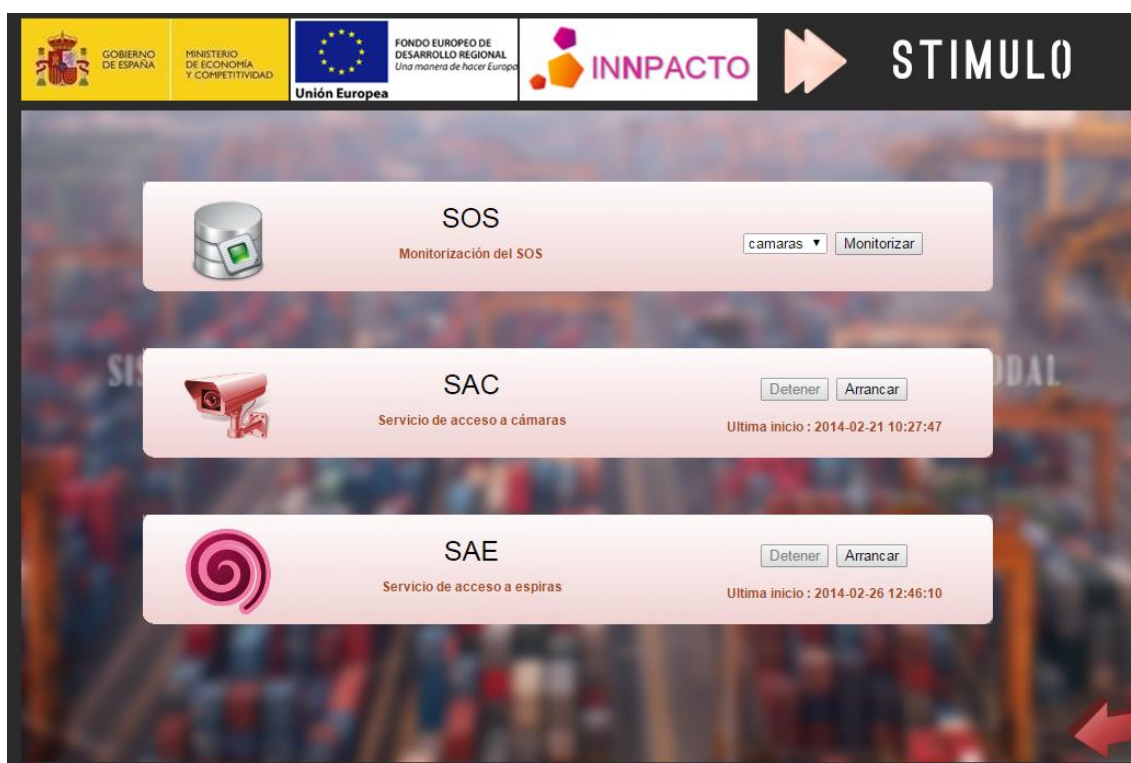 GOBIERNO
DE ESPAÑA
MINISTERIO
DE ECONOMÍA
Y COMPETITIVIDAD
Unión Europea
FONDO EUROPEO DE
DESARROLLO REGIONAL
Una manera de hacer Europa
INNPACTO
STIMULO
SOS
Monitorización del SOS
camaras
Monitorizar
SIS
ODAL
SAC
Servicio de acceso a cámaras
Detener
Arrancar
Ultima inicio : 2014-02-21 10:27:47
SAE
Servicio de acceso a espiras
Detener
Arrancar
Ultima inicio : 2014-02-26 12:46:10